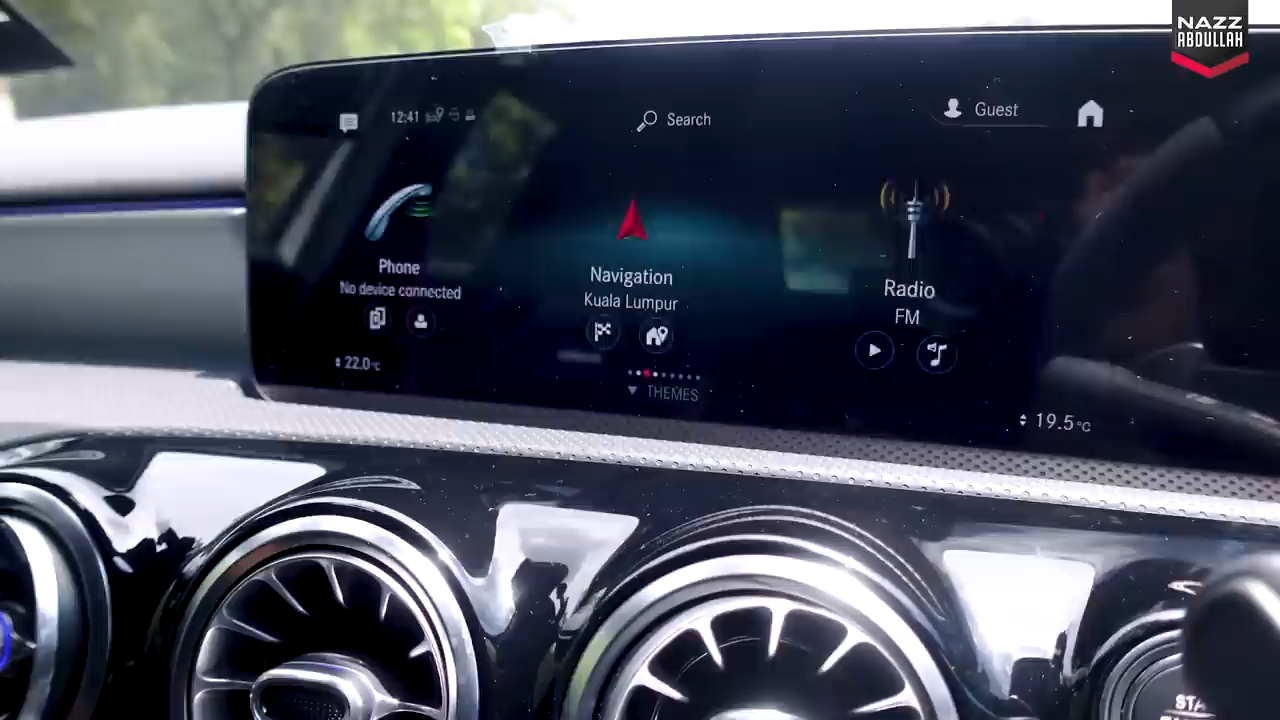 NAZZ
ABDULLAH
12:41
Search
Guest
Phone
No device connected
Navigation
Kuala Lumpur
Radio
FM
22.0°C
THEMES
19.5°C